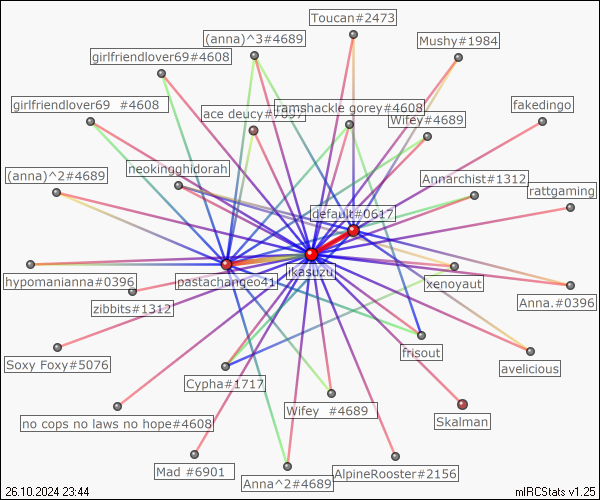 Toucan#2473
(anna)^3#4689
Mushy#1984
girlfriendlover69#4608
girlfriendlover69 #4608
ramshackle gorey#4608
fakedingo
ace deucy#7697
Wifey#4689
(anna)^2#4689
neokingghidorah
Annarchist#1312
rattgaming
default#0617
hypomanianna#0396
pastachangeo41
likasuzu
xenoyaut
Anna.#0396
zibbits#1312
Soxy Foxy#5076
frisout
avelicious
Cypha#1717
no cops no laws no hope#4608
Wifey #4689
Skalman
Mad #6901
Anna^2#4689
AlpineRooster#2156
26.10.2024 23:44
mIRCStats v1.25